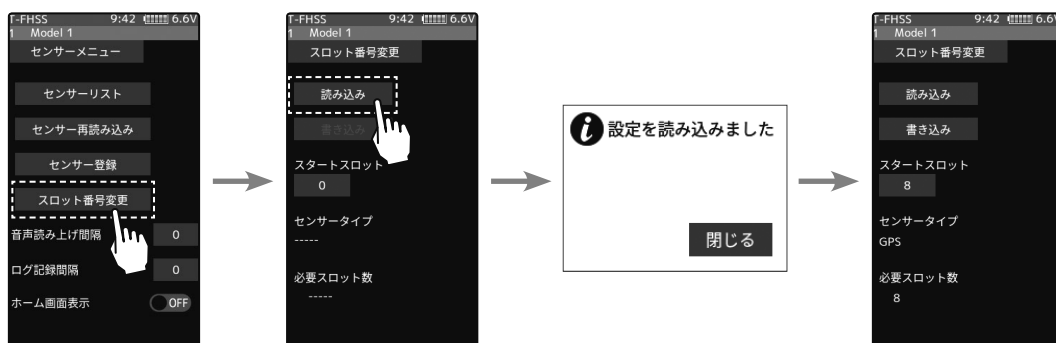 T-FHSS 9:42 6.6V
1 Model 1
センサーメニュー
センサーリスト
センサー再読み込み
センサー登録
スロット番号変更
音声読み上げ間隔 0
ログ記録間隔 0
ホーム画面表示 OFF
T-FHSS 9:42 6.6V
1 Model 1
スロット番号変更
読み込み
書き込み
スタートスロット
0
センサータイプ
-----
必要スロット数
-----
設定を読み込みました
閉じる
T-FHSS 9:42 6.6V
1 Model 1
スロット番号変更
読み込み
書き込み
スタートスロット
8
センサータイプ
GPS
必要スロット数
8